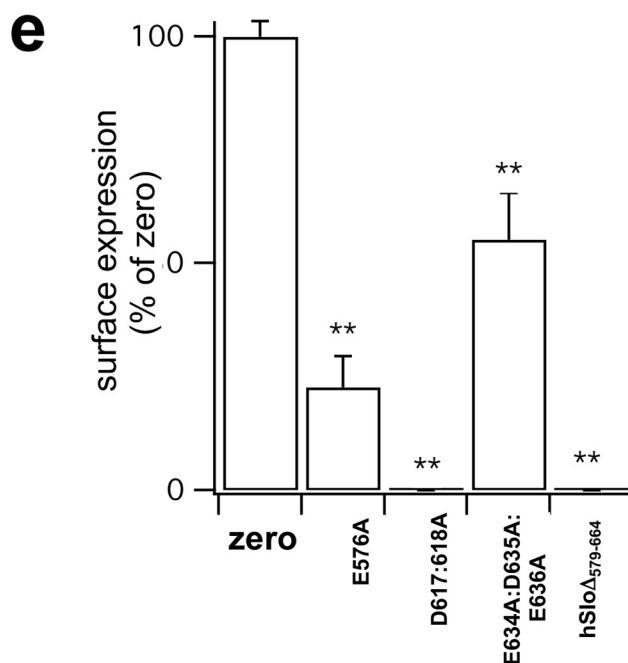 e
surface expression
(% of zero)
100
0
0
**
**
**
**
zero
E576A
D617:618A
E634A:D635A:
E636A
hSloΔ579-664